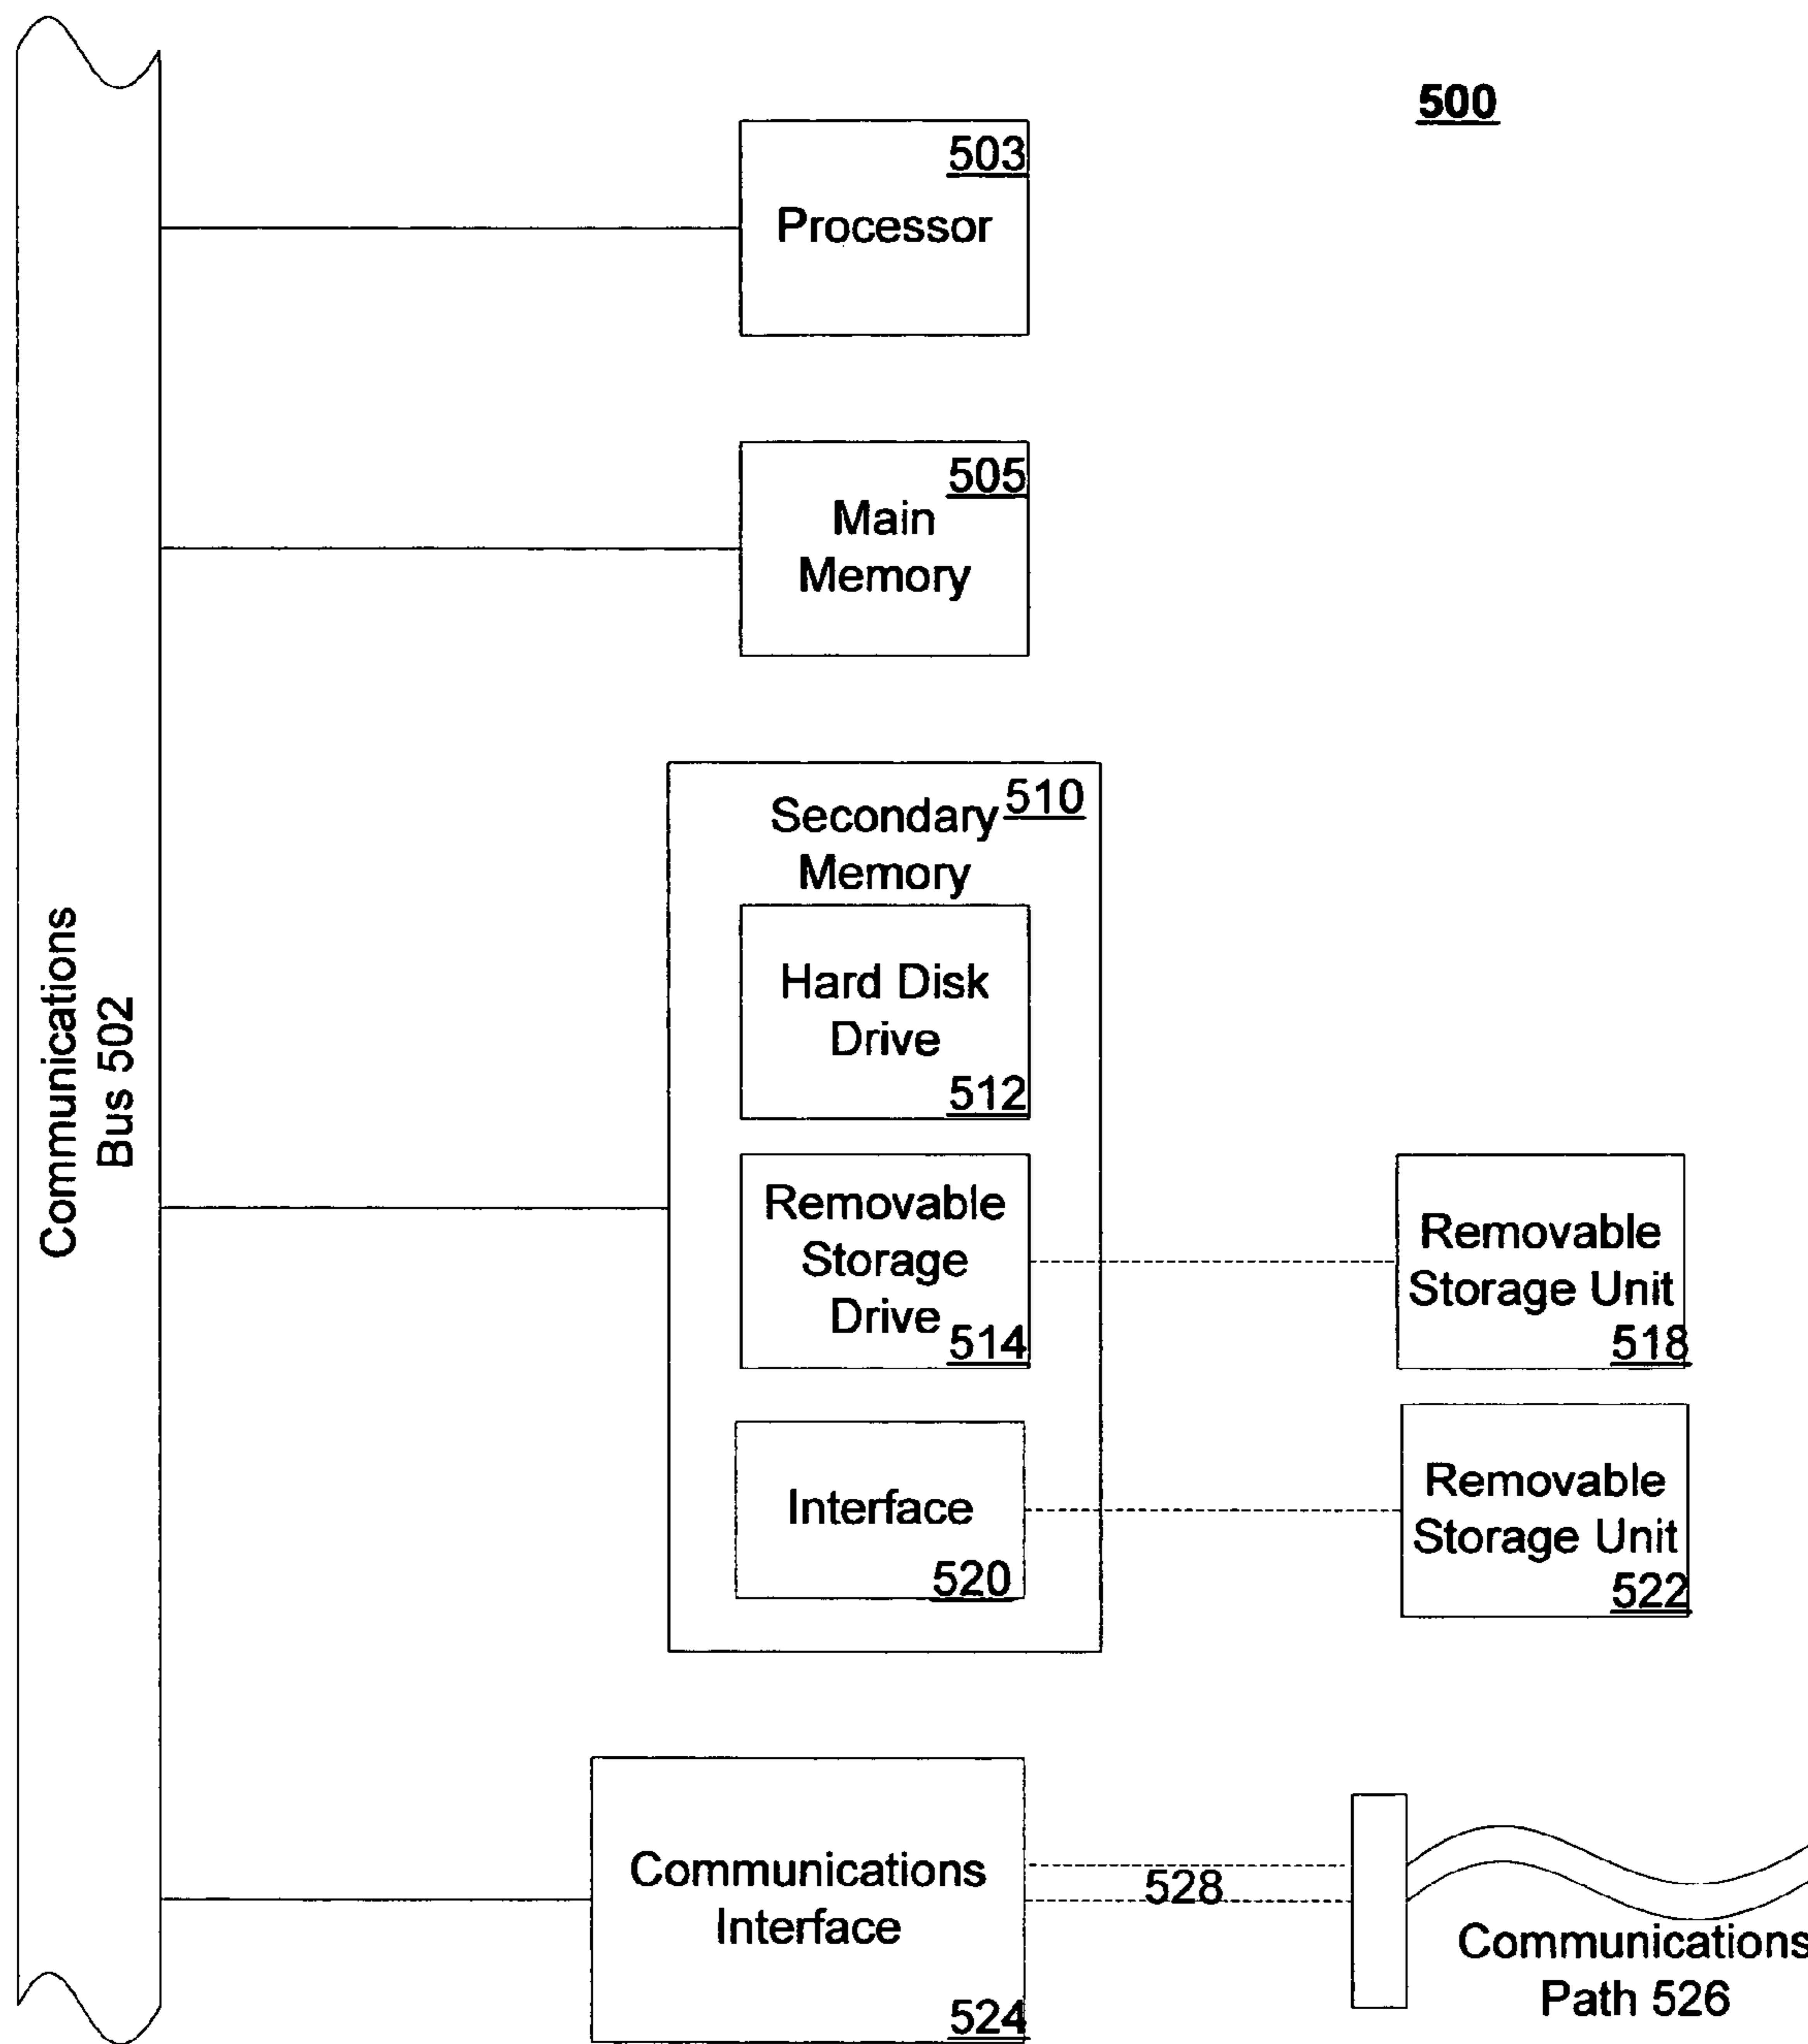 500
503
Processor
505
Main
Memory
510
Secondary
Memory
Hard Disk
Drive
512
Removable
Storage
Drive
514
Removable
Storage Unit
518
Interface
520
Removable
Storage Unit
522
Communications
Bus 502
Communications
Interface
524
528
Communications
Path 526